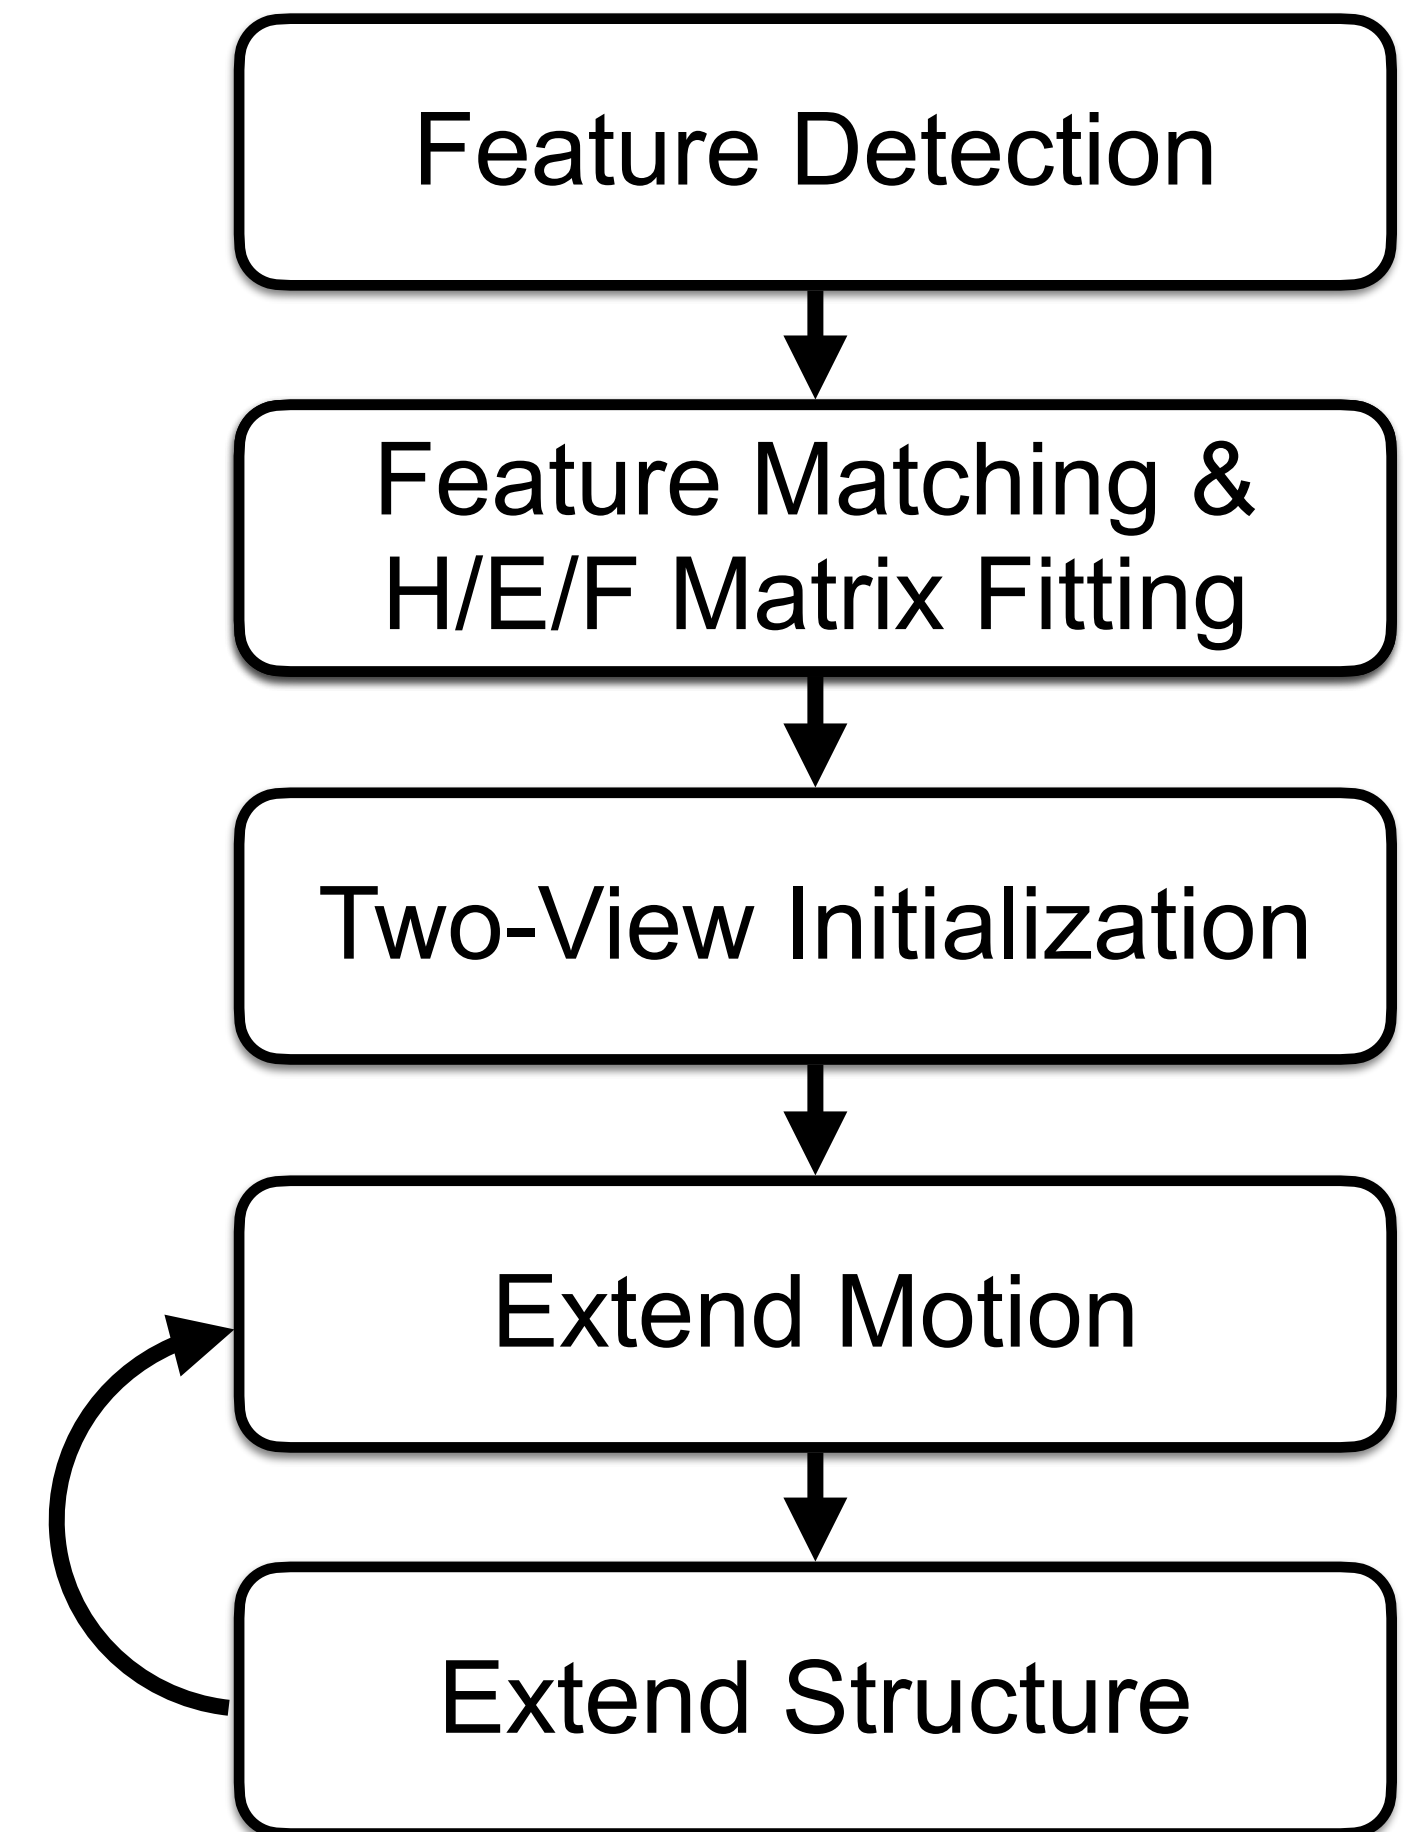 Feature Detection
Feature Matching &
H/E/F Matrix Fitting
Two-View Initialization
Extend Motion
Extend Structure